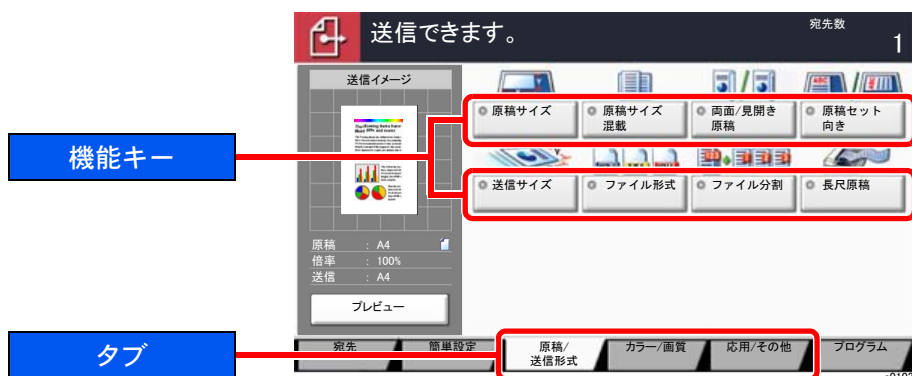 送信できます。
宛先数
1
送信イメージ
原稿サイズ
原稿サイズ
混載
両面/見開き
原稿
原稿セット
向き
機能キー
送信サイズ
ファイル形式
ファイル分割
長尺原稿
原稿 : A4
倍率 : 100%
送信 : A4
プレビュー
タブ
宛先
簡単設定
原稿/
送信形式
カラー/画質
応用/その他
プログラム